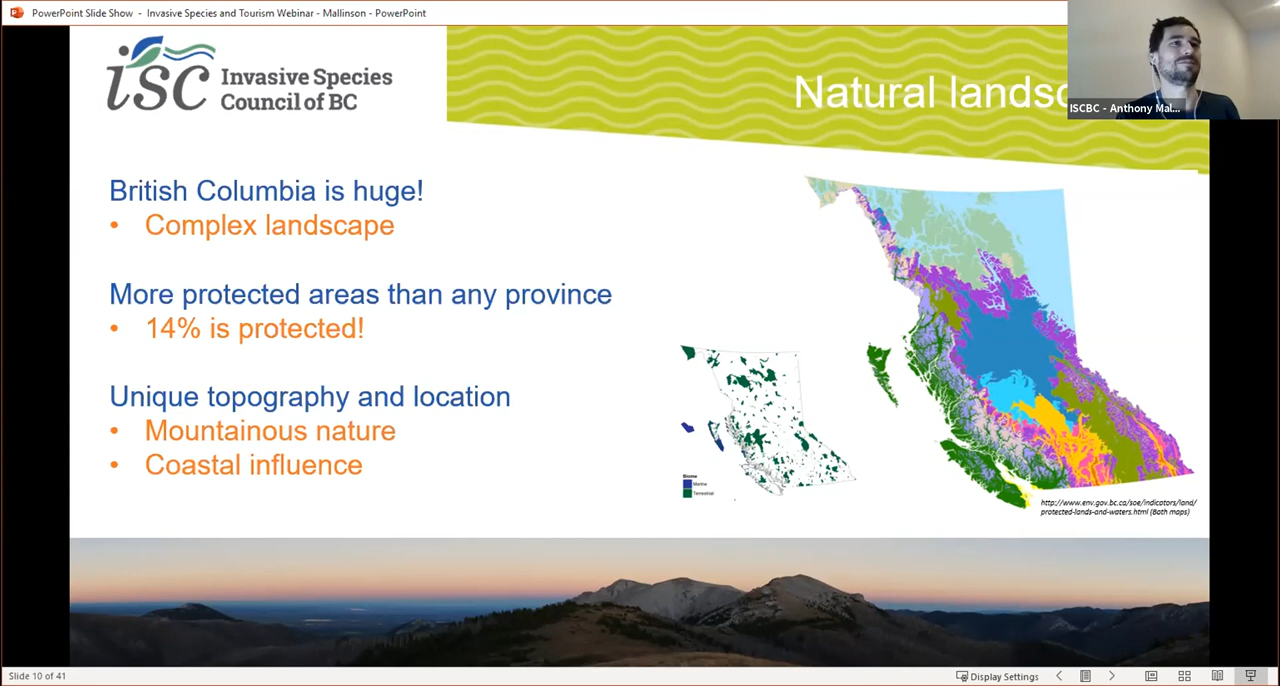 PowerPoint Slide Show - Invasive Species and Tourism Webinar - Mallinson - PowerPoint
isc Invasive Species
Council of BC
Natural landsc
ISCBC - Anthony Mal...
British Columbia is huge!
• Complex landscape
More protected areas than any province
• 14% is protected!
Unique topography and location
• Mountainous nature
• Coastal influence
Biome
Marine
Terrestrial
http://www.env.gov.bc.ca/soe/indicators/land/
protected-lands-and-waters.html (Both maps)
Slide 10 of 41
Display Settings